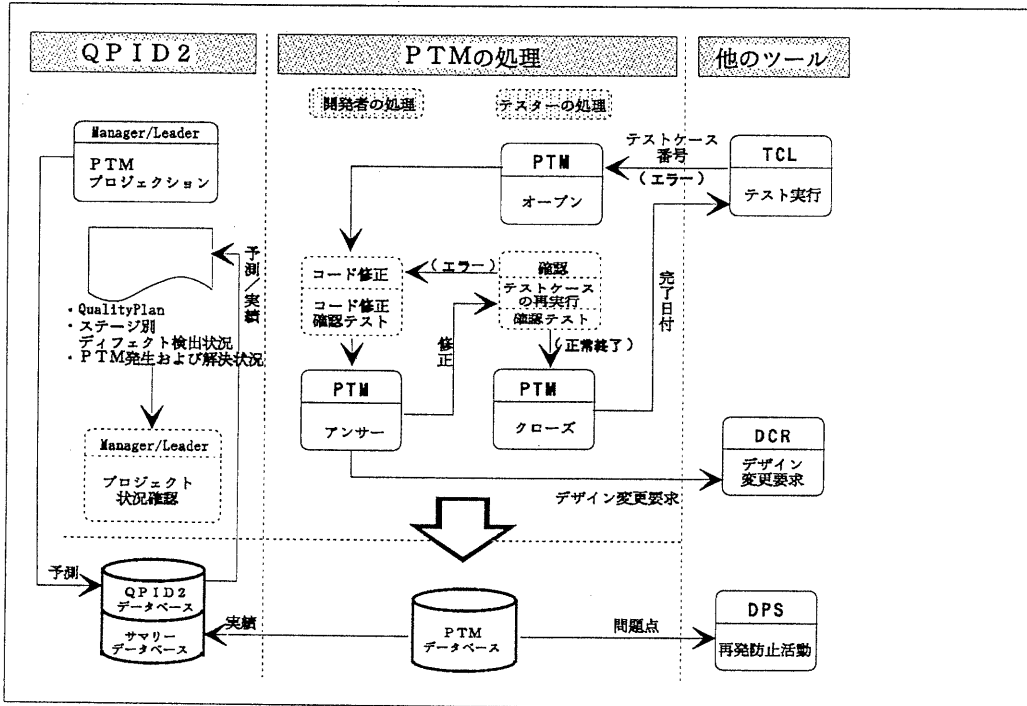 QPID2
PTMの処理
他のツール
開発者の処理
テスターの処理
Manager/Leader
PTM
プロジェクション
PTM
オープン
テストケース
番号
(エラー)
TCL
テスト実行
予測/実績
・QualityPlan
・ステージ別
ディフェクト検出状況
・PTM発生および解決状況
コード修正
コード修正
確認テスト
(エラー)
確認
テストケース
の再実行
確認テスト
完了日付
修正
(正常終了)
PTM
アンサー
PTM
クローズ
Manager/Leader
プロジェクト
状況確認
DCR
デザイン
変更要求
デザイン変更要求
予測
QPID2
データベース
サマリー
データベース
実績
PTM
データベース
問題点
DPS
再発防止活動